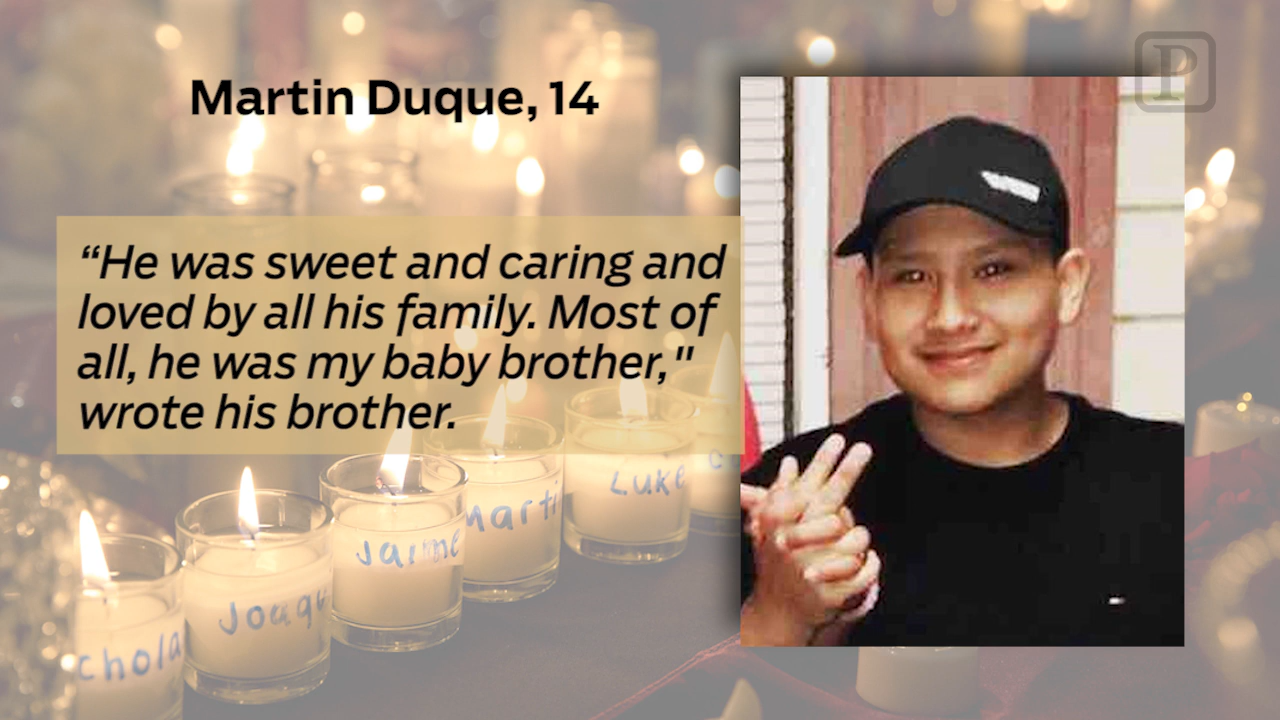 Martin Duque, 14
“He was sweet and caring and
loved by all his family. Most of
all, he was my baby brother,"
wrote his brother.
Luke
Jaime
P